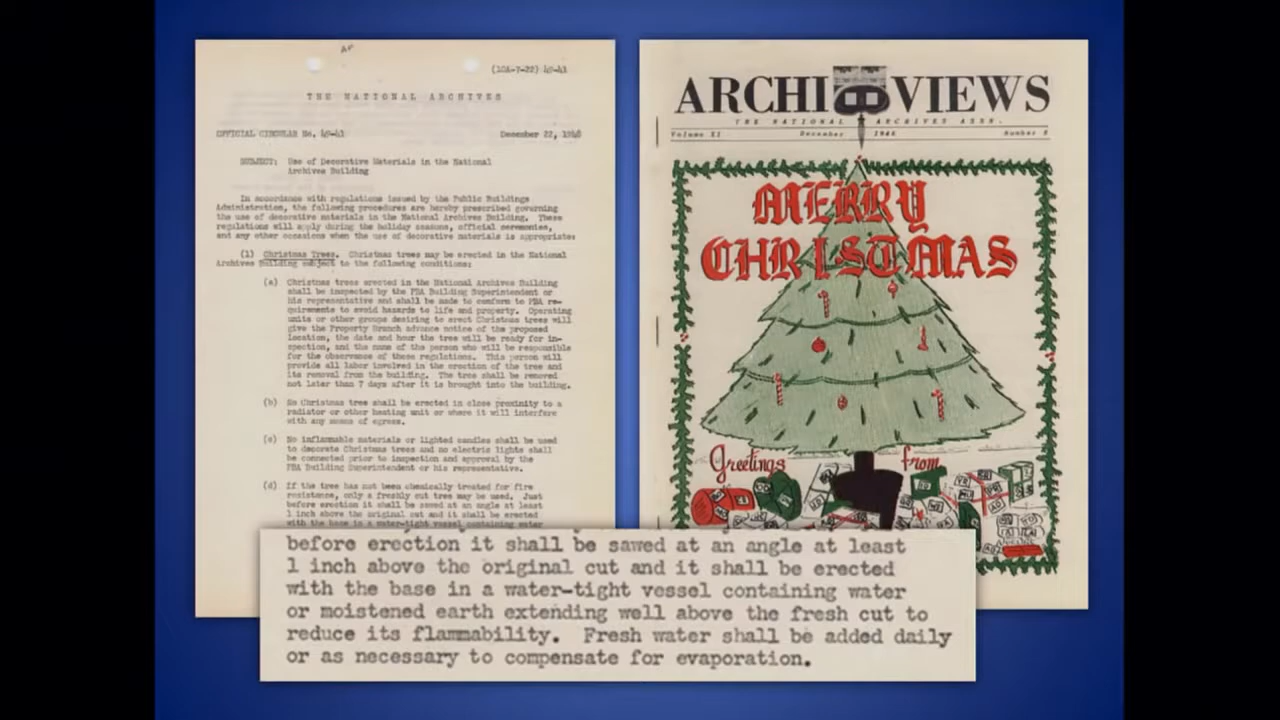 (10A-7-22) 49-41
THE NATIONAL ARCHIVES
OFFICIAL CIRCULAR No. 49-41 December 22, 1948
SUBJECT: Use of Decorative Materials in the National
Archives Building
In accordance with regulations issued by the Public Buildings
Administration, the following procedures are hereby prescribed governing
the use of decorative materials in the National Archives Building. These
regulations will apply during the holiday seasons, official ceremonies,
and any other occasions when the use of decorative materials is appropriate:
(1) Christmas Trees. Christmas trees may be erected in the National
Archives Building subject to the following conditions:
(a) Christmas trees erected in the National Archives Building
shall be inspected by the PBA Building Superintendent or
his representative and shall be made to conform to PBA re-
quirements to avoid hazards to life and property. Operating
units or other groups desiring to erect Christmas trees will
give the Property Branch advance notice of the proposed
location, the date and hour the tree will be ready for in-
spection, and the name of the person who will be responsible
for the observance of these regulations. This person will
provide all labor involved in the erection of the tree and
its removal from the building. The tree shall be removed
not later than 7 days after it is brought into the building.
(b) No Christmas tree shall be erected in close proximity to a
radiator or other heating unit or where it will interfere
with any means of egress.
(c) No inflammable materials or lighted candles shall be used
to decorate Christmas trees and no electric lights shall
be connected prior to inspection and approval by the
PBA Building Superintendent or his representative.
(d) If the tree has not been chemically treated for fire
resistance, only a freshly cut tree may be used. Just
before erection it shall be sawed at an angle at least
1 inch above the original cut and it shall be erected
with the base in a water-tight vessel containing water
before erection it shall be sawed at an angle at least
1 inch above the original cut and it shall be erected
with the base in a water-tight vessel containing water
or moistened earth extending well above the fresh cut to
reduce its flammability. Fresh water shall be added daily
or as necessary to compensate for evaporation.
ARCHI VIEWS
THE NATIONAL ARCHIVES ASSN.
Volume XI December 1946 Number 8
MERRY
CHRISTMAS
Greetings from